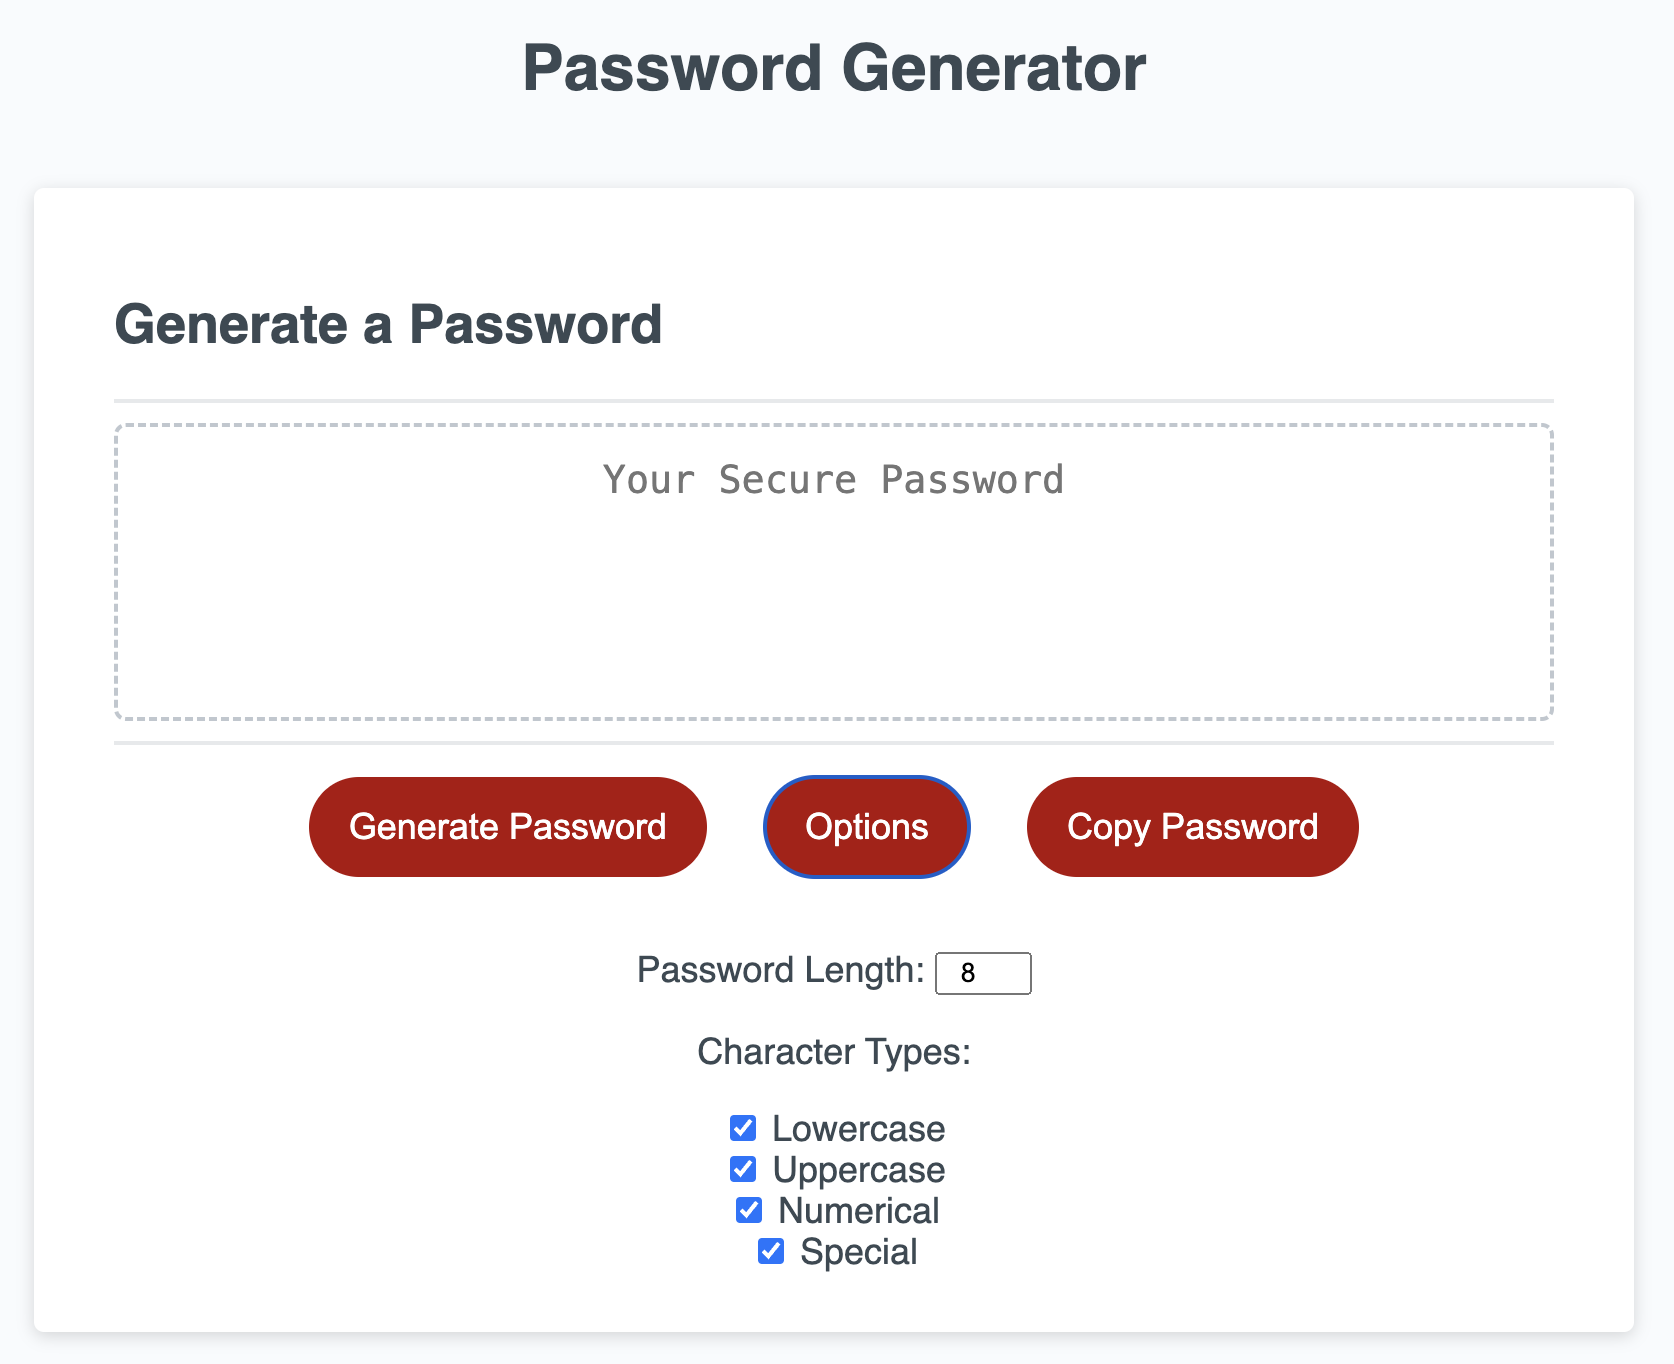 Password Generator
Generate a Password
Your Secure Password
Generate Password Options Copy Password
Password Length: 8
Character Types:
Lowercase
Uppercase
Numerical
Special